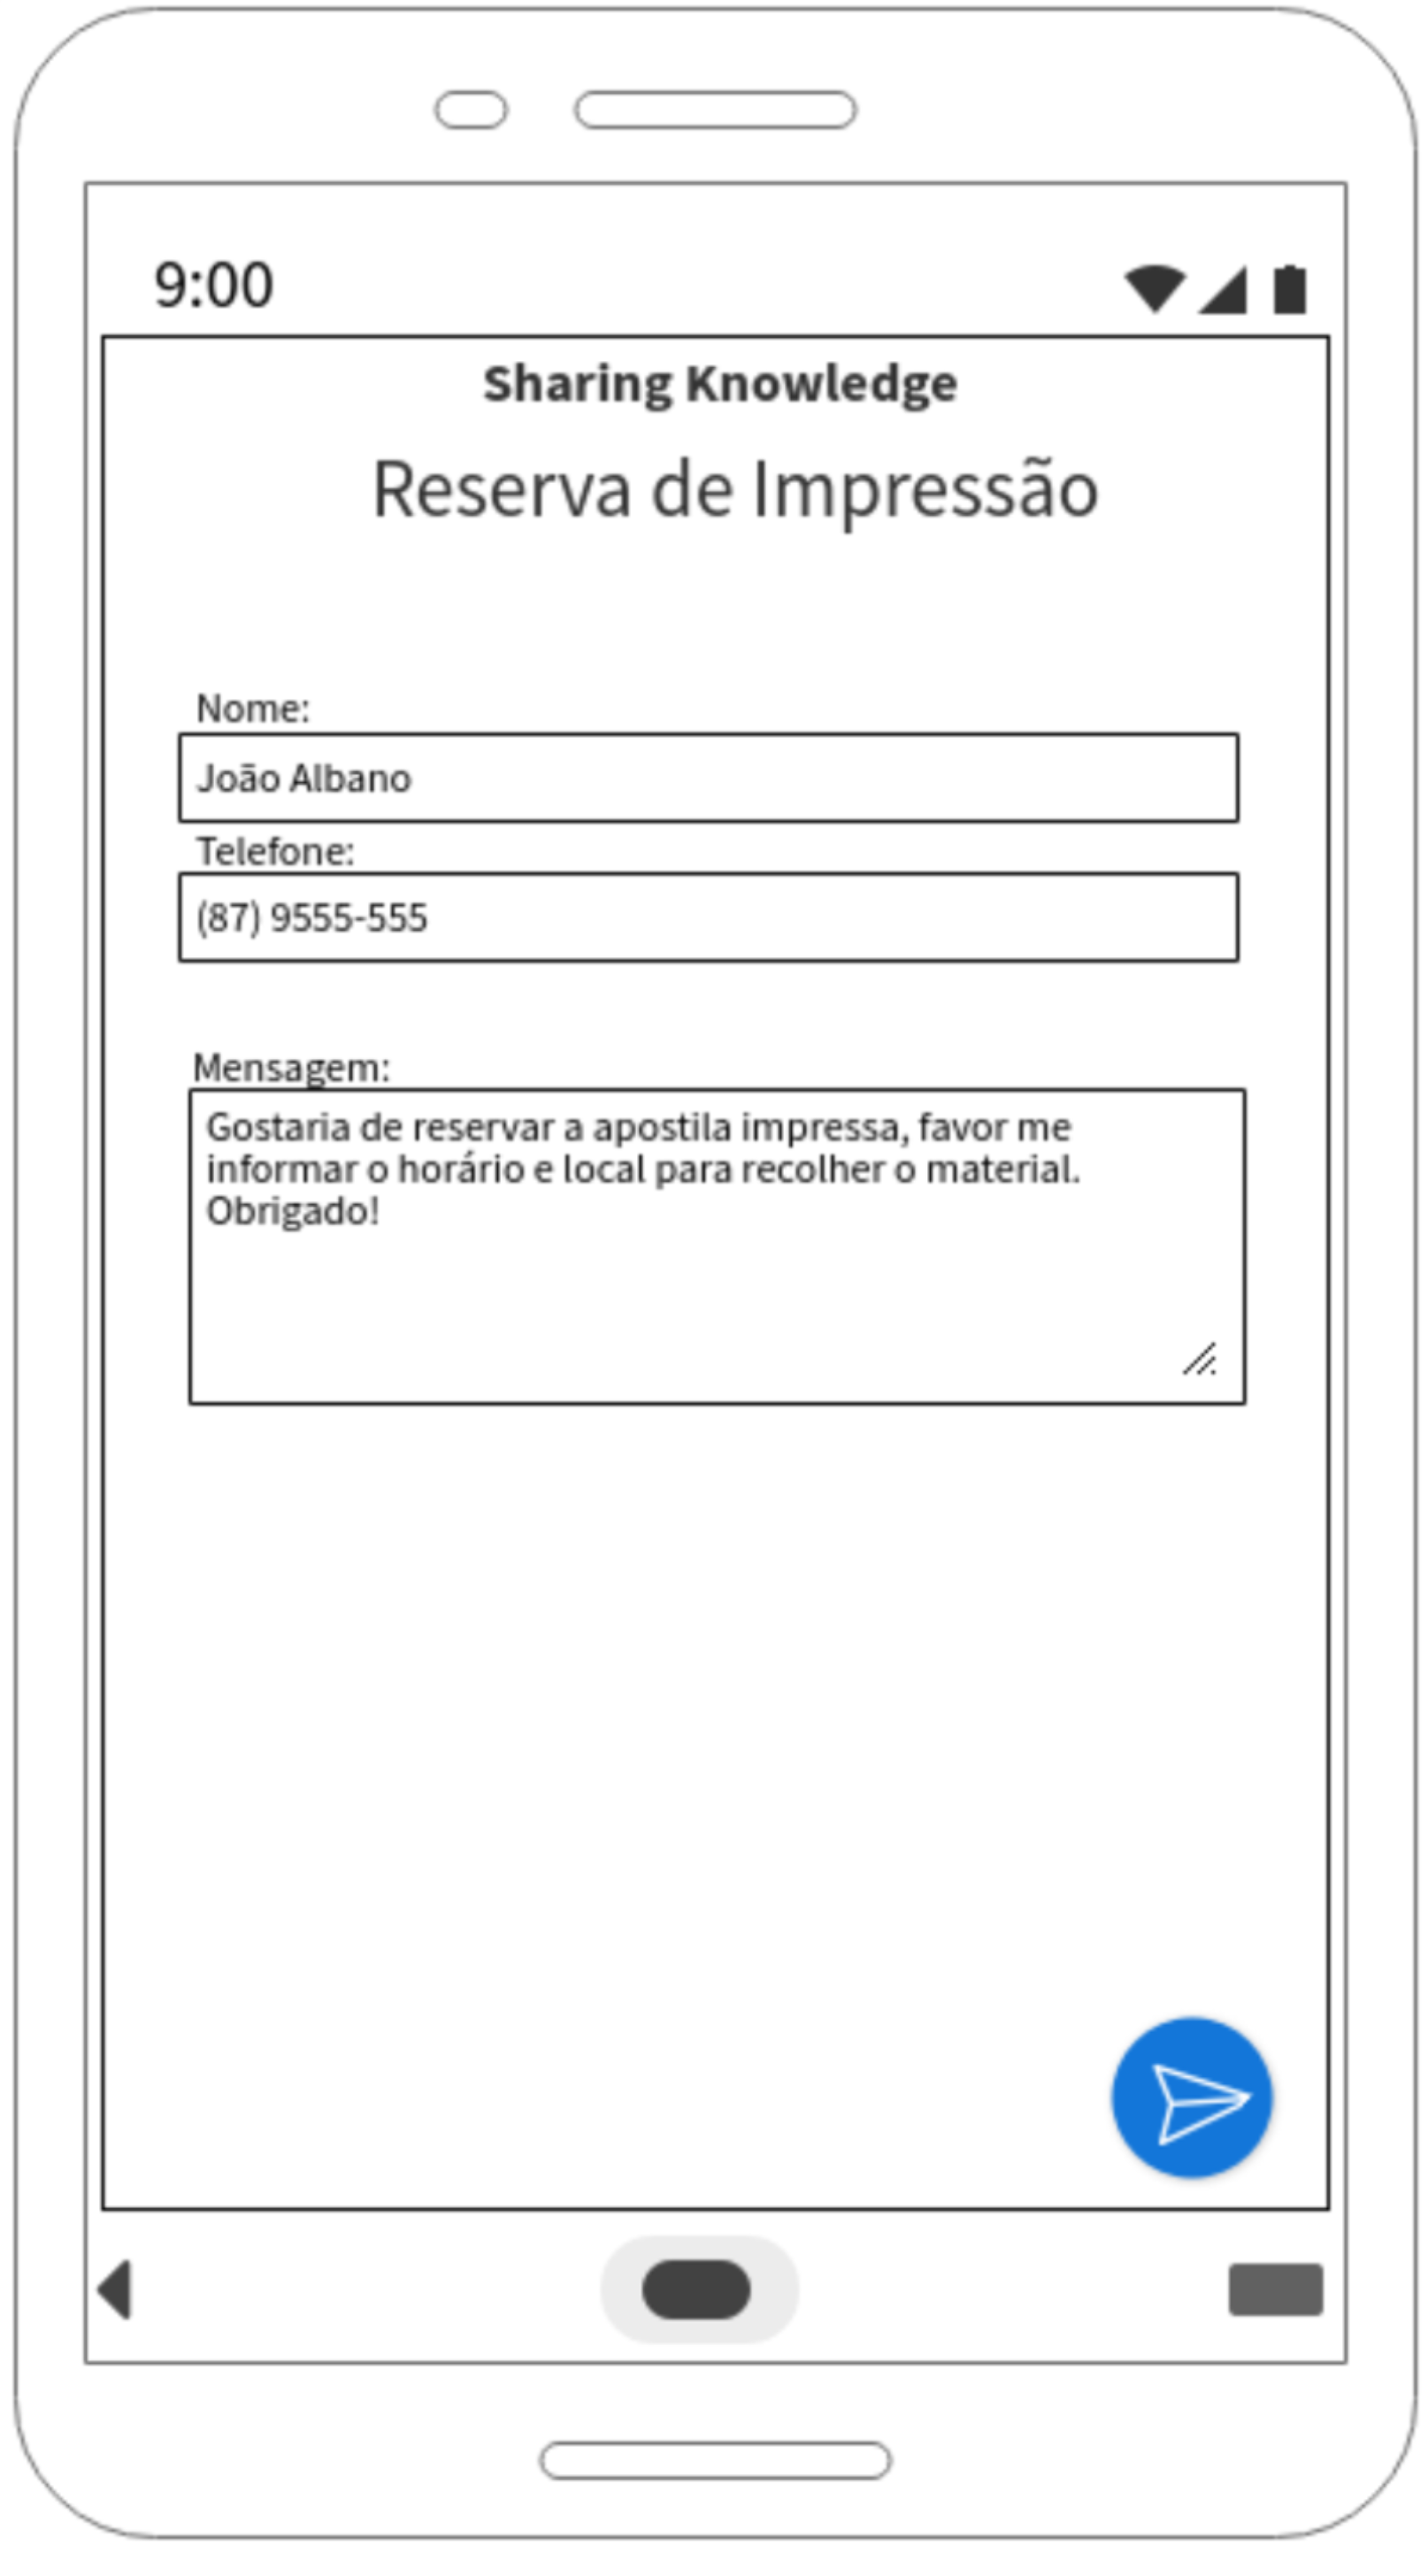 9:00
Sharing Knowledge
Reserva de Impressão
Nome:
João Albano
Telefone:
(87) 9555-555
Mensagem:
Gostaria de reservar a apostila impressa, favor me
informar o horário e local para recolher o material.
Obrigado!